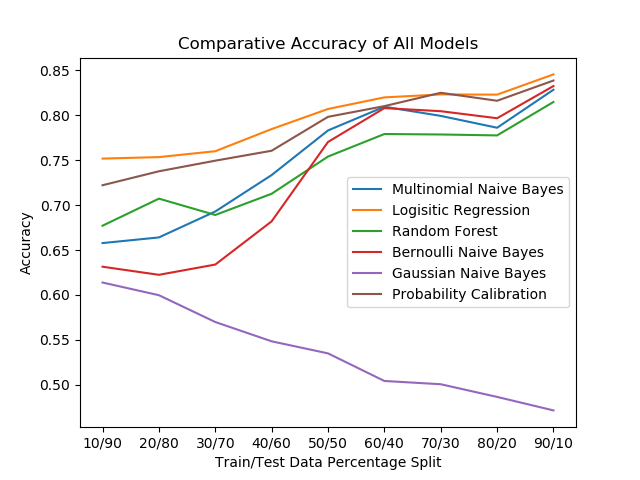 Comparative Accuracy of All Models
Accuracy
0.85
0.80
0.75
0.70
0.65
0.60
0.55
0.50
Multinomial Naive Bayes
Logisitic Regression
Random Forest
Bernoulli Naive Bayes
Gaussian Naive Bayes
Probability Calibration
10/90 20/80 30/70 40/60 50/50 60/40 70/30 80/20 90/10
Train/Test Data Percentage Split